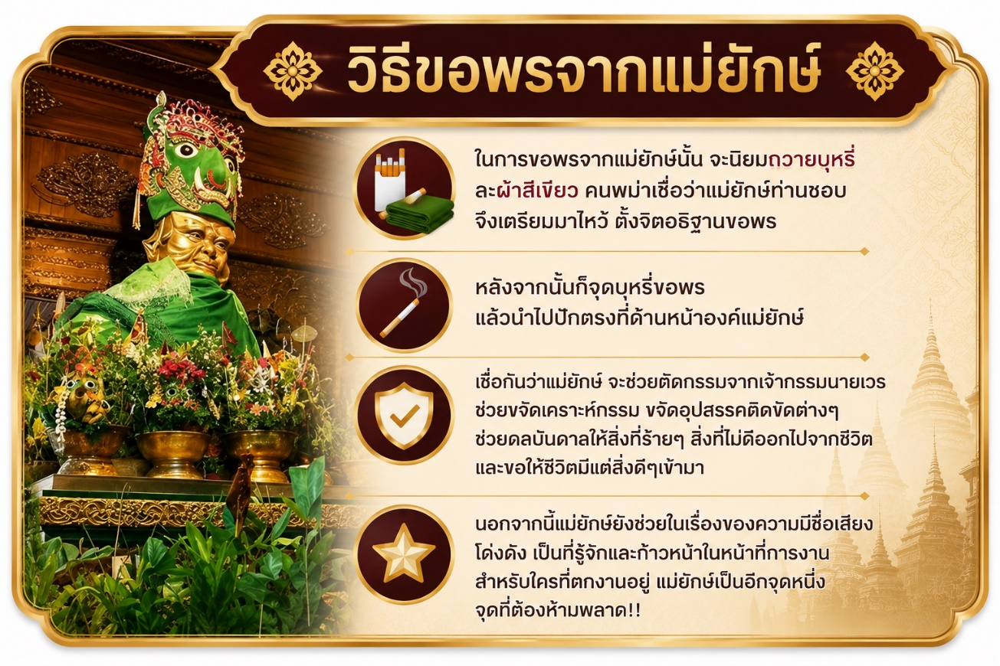 วิธีขอพรจากแม่ยักษ์
ในการขอพรจากแม่ยักษ์นั้น จะนิยมถวายบุหรี่
ละผ้าสีเขียว คนพม่าเชื่อว่าแม่ยักษ์ท่านชอบ
จึงเตรียมมาไหว้ ตั้งจิตอธิฐานขอพร
หลังจากนั้นก็จุดบุหรี่ขอพร
แล้วนำไปปักตรงที่ด้านหน้าองค์แม่ยักษ์
เชื่อกันว่าแม่ยักษ์ จะช่วยตัดกรรมจากเจ้ากรรมนายเวร
ช่วยขจัดเคราะห์กรรม ขจัดอุปสรรคติดขัดต่างๆ
ช่วยดลบันดาลให้สิ่งที่ร้ายๆ สิ่งที่ไม่ดีออกไปจากชีวิต
และขอให้ชีวิตมีแต่สิ่งดีๆเข้ามา
นอกจากนี้แม่ยักษ์ยังช่วยในเรื่องของความมีชื่อเสียง
โด่งดัง เป็นที่รู้จักและก้าวหน้าในหน้าที่การงาน
สำหรับใครที่ตกงานอยู่ แม่ยักษ์เป็นอีกจุดหนึ่ง
จุดที่ต้องห้ามพลาด!!